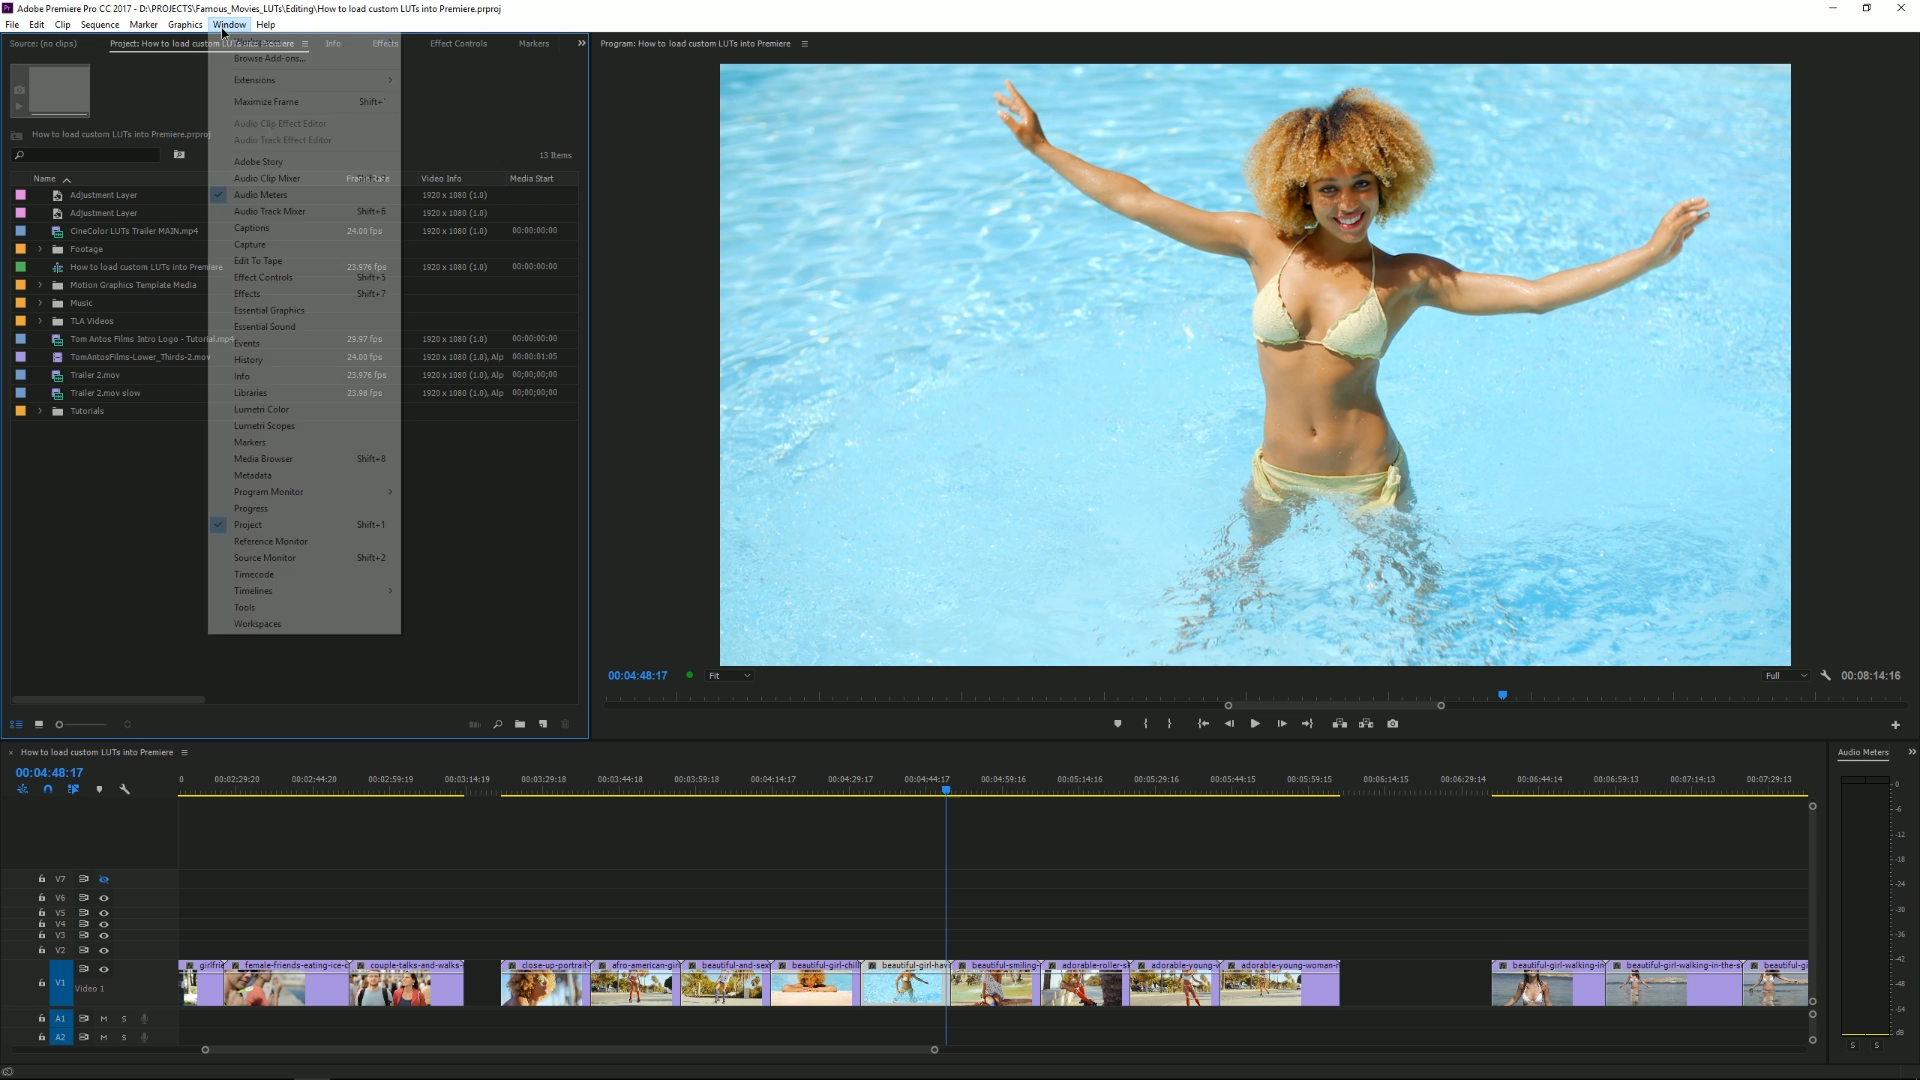 Adobe Premiere Pro CC 2017 - D:\PROJECTS\Famous_Movies_LUTs\Editing\How to load custom LUTs into Premiere.prproj
File Edit Clip Sequence Marker Graphics Window Help
Source: (no clips) Project: How to load custom LUTs into Premiere Info Effects Effect Controls Markers
Program: How to load custom LUTs into Premiere
Browse Add-ons...
Extensions
Maximize Frame Shift+`
Audio Clip Effect Editor
Audio Track Effect Editor
Adobe Story
Audio Clip Mixer
Audio Meters
Audio Track Mixer Shift+6
Captions
Capture
Edit To Tape
Effect Controls Shift+5
Effects Shift+7
Essential Graphics
Essential Sound
Events
History
Info
Libraries
Lumetri Color
Lumetri Scopes
Markers
Media Browser Shift+8
Metadata
Program Monitor
Progress
Project Shift+1
Reference Monitor
Source Monitor Shift+2
Timecode
Timelines
Tools
Workspaces
How to load custom LUTs into Premiere.prproj
13 Items
Name Frame Rate Video Info Media Start
Adjustment Layer 1920 x 1080 (1.0)
Adjustment Layer 1920 x 1080 (1.0)
CineColor LUTs Trailer MAIN.mp4 24.00 fps 1920 x 1080 (1.0) 00:00:00:00
Footage
How to load custom LUTs into Premiere 23.976 fps 1920 x 1080 (1.0) 00:00:00:00
Motion Graphics Template Media
Music
TLA Videos
Tom Antos Films Intro Logo - Tutorial.mp4 29.97 fps 1920 x 1080 (1.0) 00:00:00:00
TomAntosFilms-Lower_Thirds-2.mov 24.00 fps 1920 x 1080 (1.0), Alp 00:00:01:05
Trailer 2.mov 23.976 fps 1920 x 1080 (1.0), Alp 00;00;00;00
Trailer 2.mov slow 23.98 fps 1920 x 1080 (1.0), Alp 00;00;00;00
Tutorials
00:04:48:17 Fit Full 00:08:14:16
How to load custom LUTs into Premiere
00:04:48:17
0 00:02:29:20 00:02:44:20 00:02:59:19 00:03:14:19 00:03:29:18 00:03:44:18 00:03:59:18 00:04:14:17 00:04:29:17 00:04:44:17 00:04:59:16 00:05:14:16 00:05:29:16 00:05:44:15 00:05:59:15 00:06:14:15 00:06:29:14 00:06:44:14 00:06:59:13 00:07:14:13 00:07:29:13
V7
V6
V5
V4
V3
V2
V1 Video 1
girlfrie female-friends-eating-ice-c couple-talks-and-walks- close-up-portrait- afro-american-girl beautiful-and-sex beautiful-girl-chil beautiful-girl-hav beautiful-smiling- adorable-roller-s adorable-young-w adorable-young-woman-r beautiful-girl-walking-in beautiful-girl-walking-in-the-s beautiful-gi
A1 M S
A2 M S
Audio Meters
0
-6
-12
-18
-24
-30
-36
-42
-48
-54
dB
S S